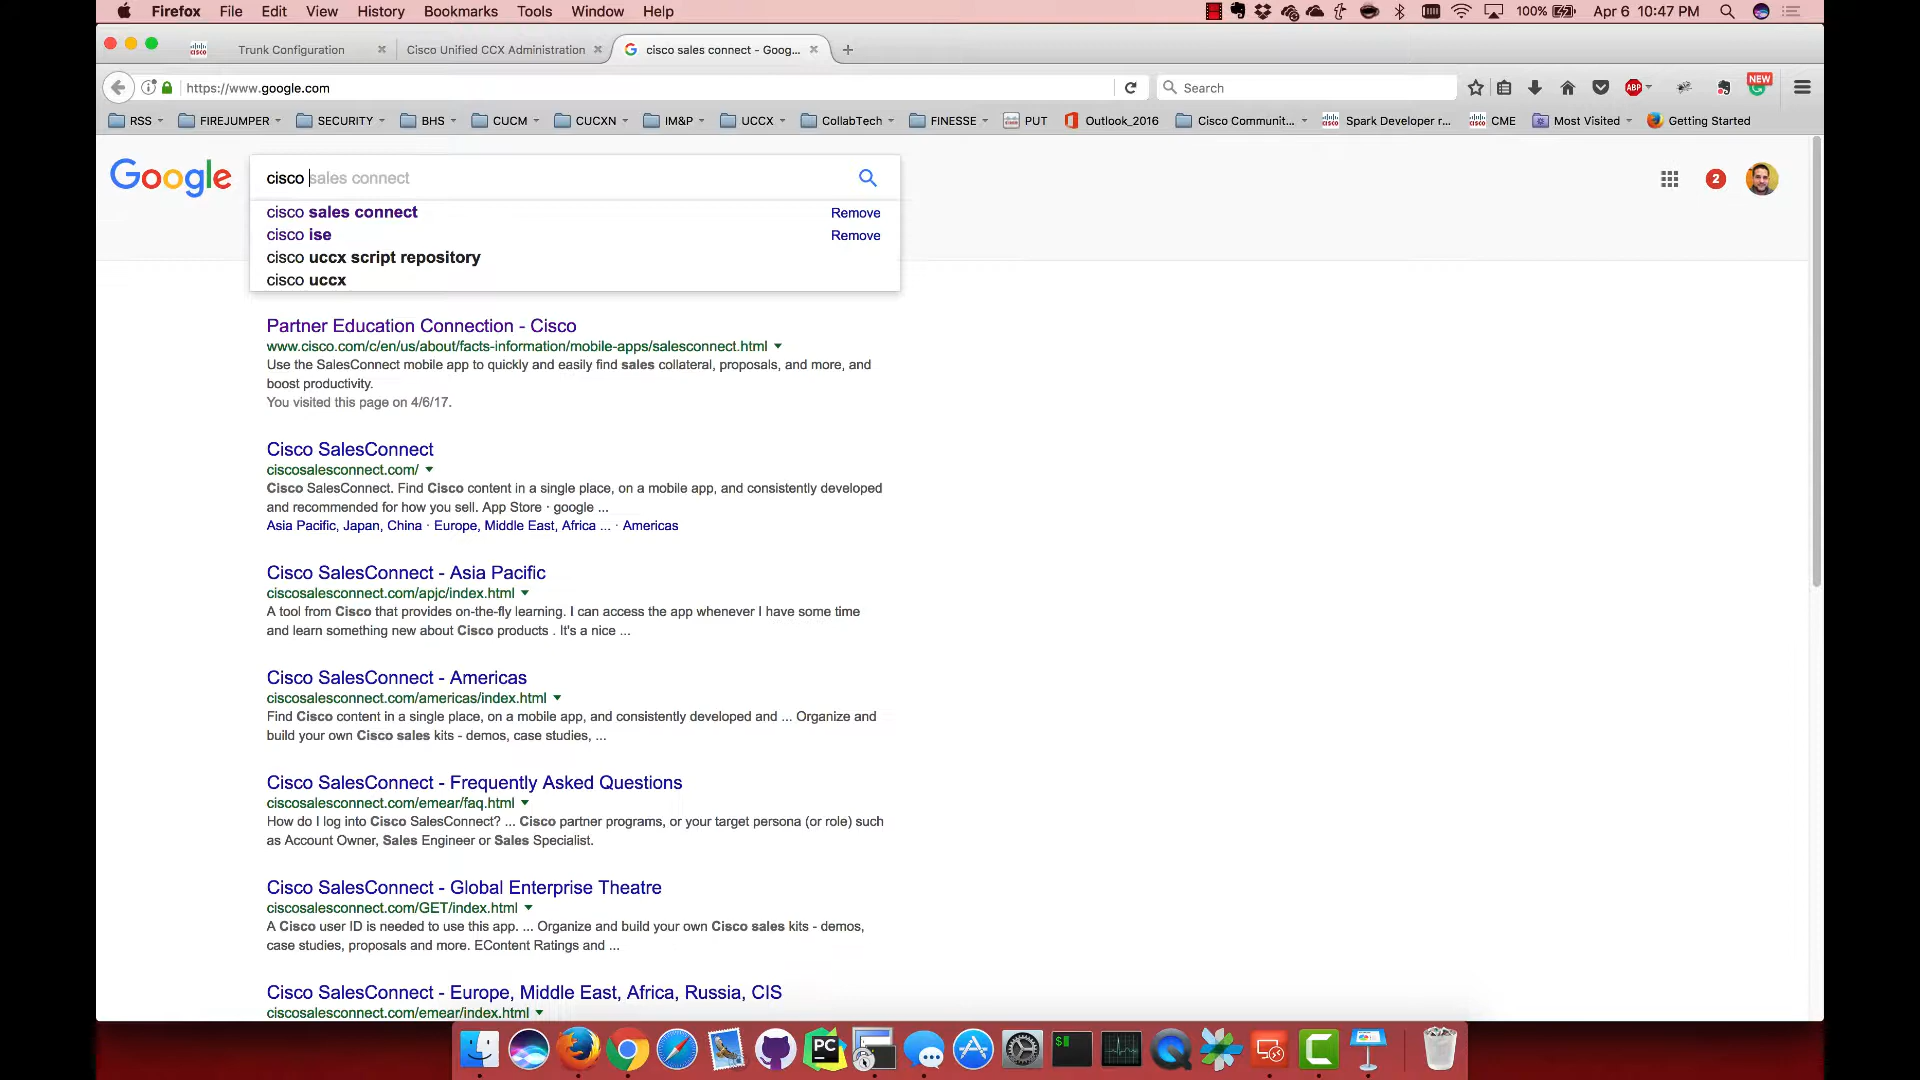 Firefox File Edit View History Bookmarks Tools Window Help 100% Apr 6 10:47 PM
Trunk Configuration Cisco Unified CCX Administration cisco sales connect - Goog...
https://www.google.com Search ABP NEW
RSS FIREJUMPER SECURITY BHS CUCM CUCXN IM&P UCCX CollabTech FINESSE PUT Outlook_2016 Cisco Communit... Spark Developer r... CME Most Visited Getting Started
Google cisco sales connect 2
cisco sales connect Remove
cisco ise Remove
cisco uccx script repository
cisco uccx
Partner Education Connection - Cisco
www.cisco.com/c/en/us/about/facts-information/mobile-apps/salesconnect.html
Use the SalesConnect mobile app to quickly and easily find sales collateral, proposals, and more, and
boost productivity.
You visited this page on 4/6/17.
Cisco SalesConnect
ciscosalesconnect.com/
Cisco SalesConnect. Find Cisco content in a single place, on a mobile app, and consistently developed
and recommended for how you sell. App Store · google ...
Asia Pacific, Japan, China · Europe, Middle East, Africa ... · Americas
Cisco SalesConnect - Asia Pacific
ciscosalesconnect.com/apjc/index.html
A tool from Cisco that provides on-the-fly learning. I can access the app whenever I have some time
and learn something new about Cisco products . It's a nice ...
Cisco SalesConnect - Americas
ciscosalesconnect.com/americas/index.html
Find Cisco content in a single place, on a mobile app, and consistently developed and ... Organize and
build your own Cisco sales kits - demos, case studies, ...
Cisco SalesConnect - Frequently Asked Questions
ciscosalesconnect.com/emear/faq.html
How do I log into Cisco SalesConnect? ... Cisco partner programs, or your target persona (or role) such
as Account Owner, Sales Engineer or Sales Specialist.
Cisco SalesConnect - Global Enterprise Theatre
ciscosalesconnect.com/GET/index.html
A Cisco user ID is needed to use this app. ... Organize and build your own Cisco sales kits - demos,
case studies, proposals and more. EContent Ratings and ...
Cisco SalesConnect - Europe, Middle East, Africa, Russia, CIS
ciscosalesconnect.com/emear/index.html
PC